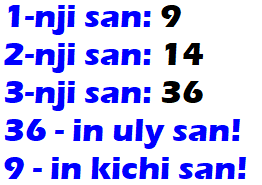 1-nji san: 9
2-nji san: 14
3-nji san: 36
36 - in uly san!
9 - in kichi san!